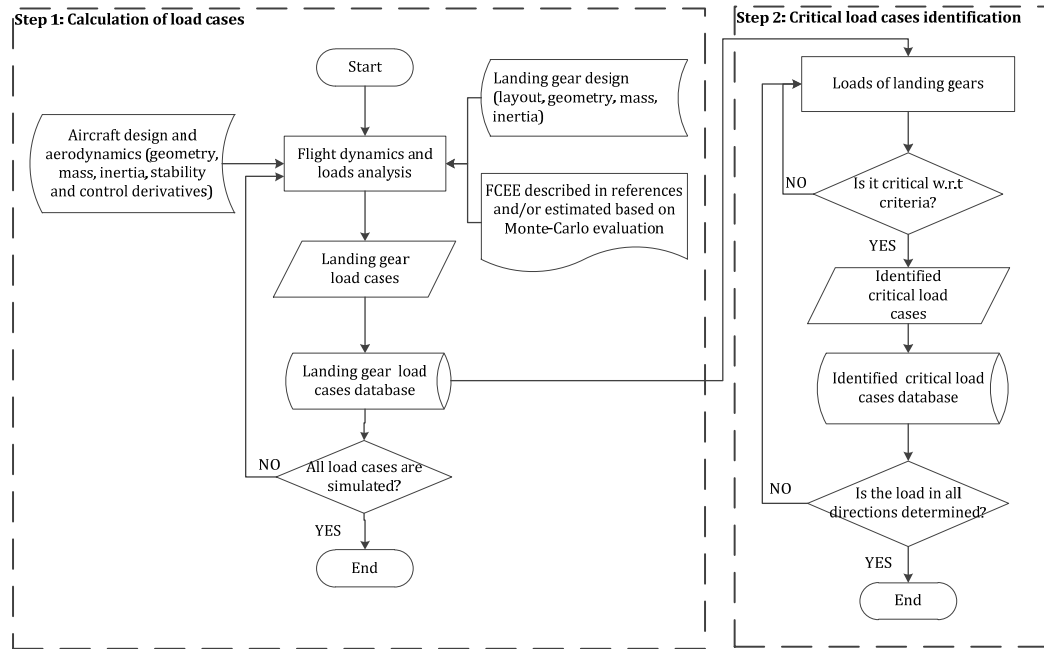 Step 1: Calculation of load cases
Start
Landing gear design
(layout, geometry, mass,
inertia)
Aircraft design and
aerodynamics (geometry,
mass, inertia, stability
and control derivatives)
Flight dynamics and
loads analysis
FCEE described in references
and/or estimated based on
Monte-Carlo evaluation
Landing gear
load cases
Landing gear load
cases database
NO
All load cases are
simulated?
YES
End
Step 2: Critical load cases identification
Loads of landing gears
NO
Is it critical w.r.t
criteria?
YES
Identified
critical load
cases
Identified critical load
cases database
NO
Is the load in all
directions determined?
YES
End